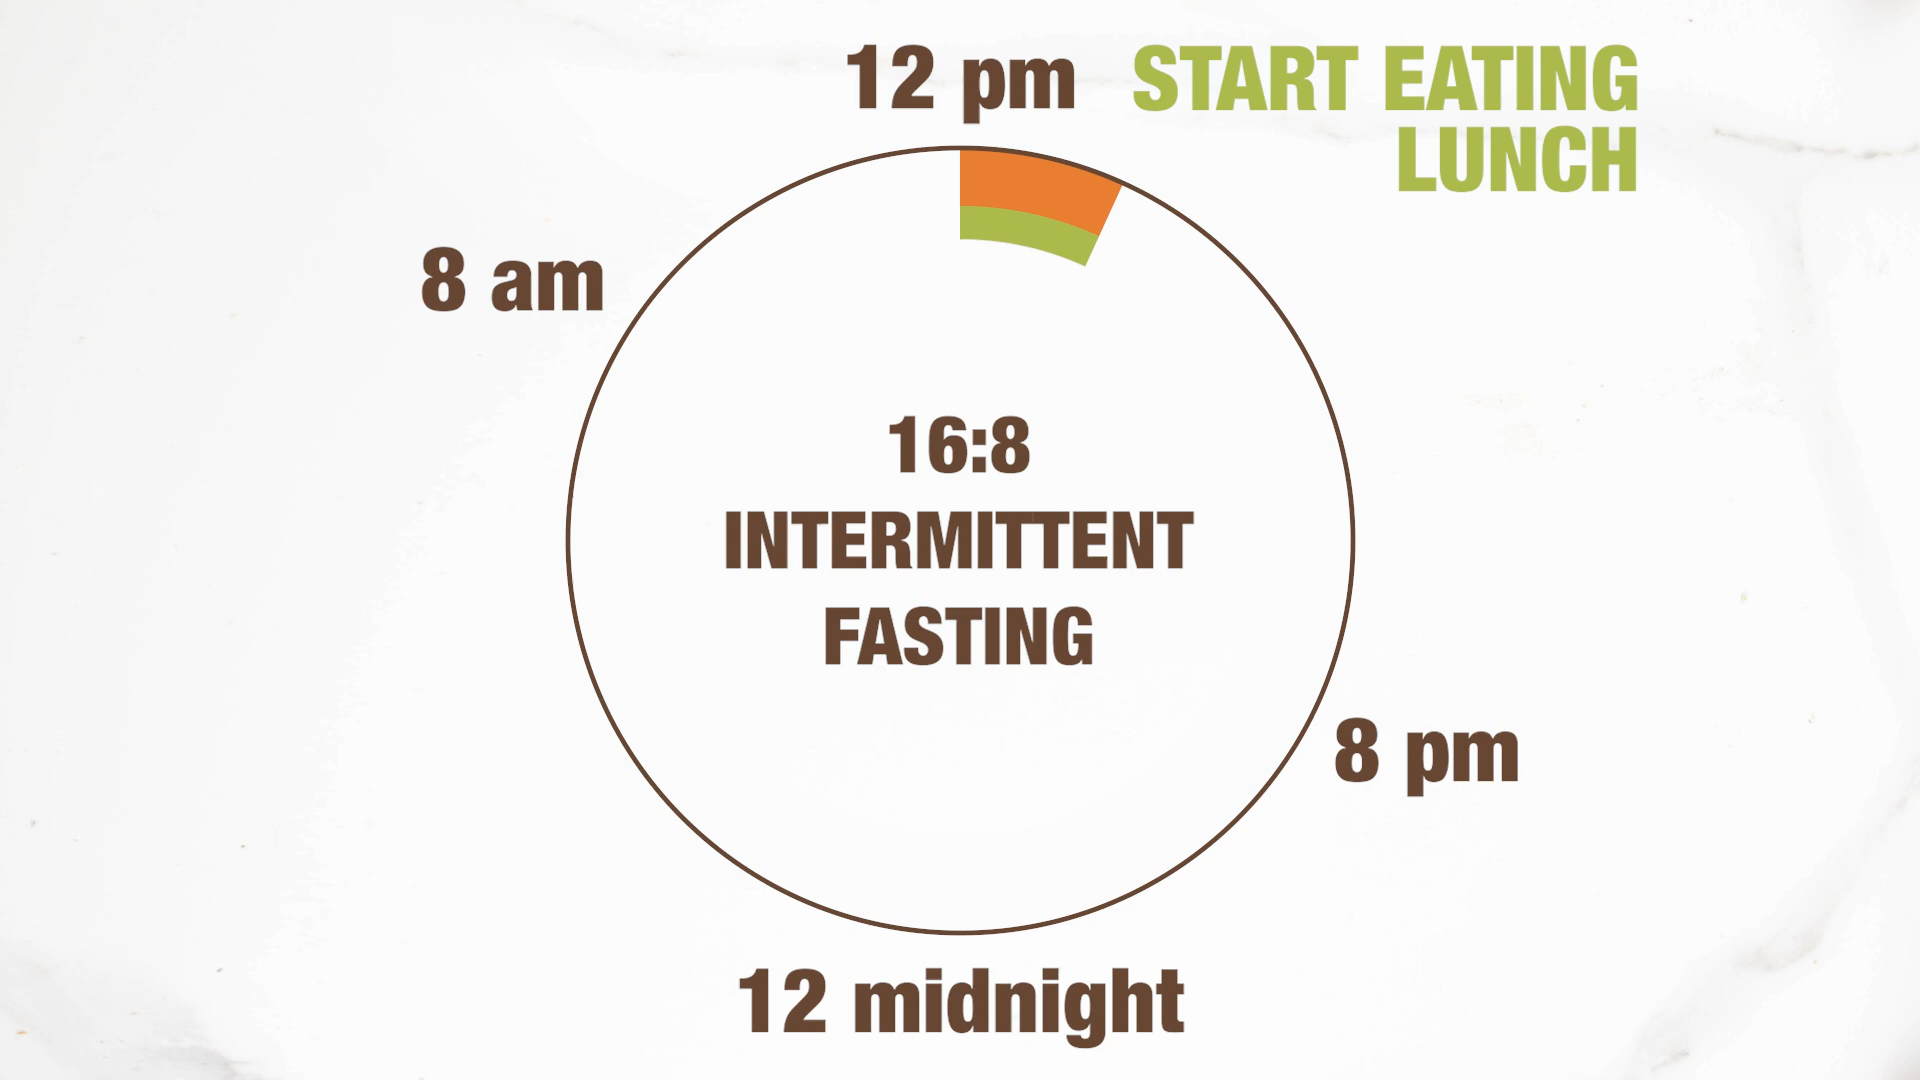 12 pm
START EATING
LUNCH
8 am
16:8
INTERMITTENT
FASTING
8 pm
12 midnight